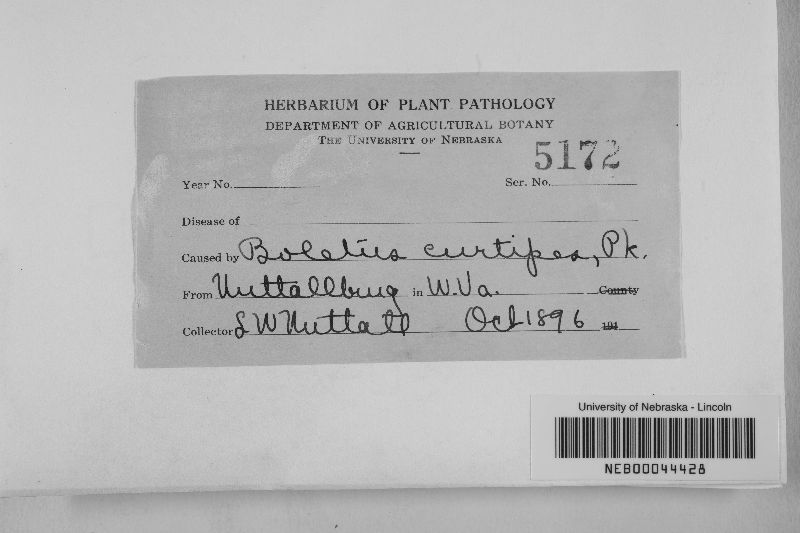 HERBARIUM OF PLANT PATHOLOGY
DEPARTMENT OF AGRICULTURAL BOTANY
THE UNIVERSITY OF NEBRASKA
5172
Year No. Ser. No.
Disease of
Caused by Boletus curtipes, Pk.
From Nuttallburg in W.Va. County
Collector L W Nuttall Oct 1896 191
University of Nebraska - Lincoln
NEB00044428